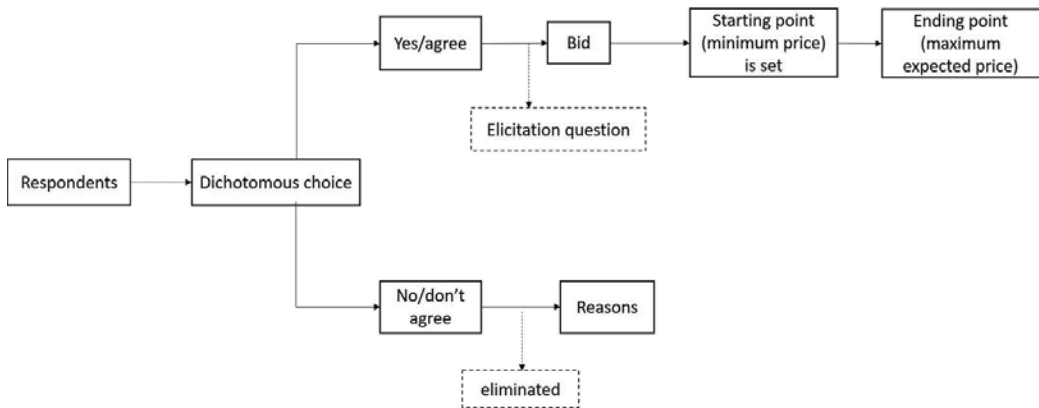 Yes/agree
Bid
Starting point
(minimum price)
is set
Ending point
(maximum
expected price)
Elicitation question
Respondents
Dichotomous choice
No/don't
agree
Reasons
eliminated